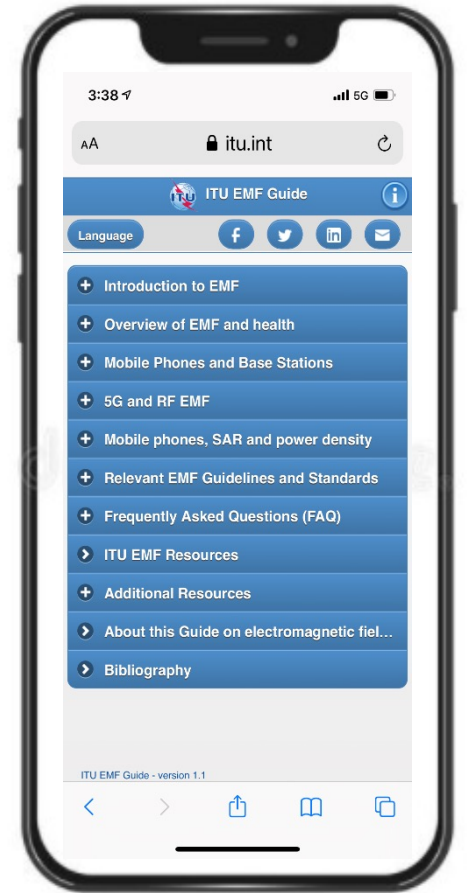 3:38
5G
AA
itu.int
ITU
ITU EMF Guide
i
Language
f
in
Introduction to EMF
Overview of EMF and health
Mobile Phones and Base Stations
5G and RF EMF
Mobile phones, SAR and power density
Relevant EMF Guidelines and Standards
Frequently Asked Questions (FAQ)
ITU EMF Resources
Additional Resources
About this Guide on electromagnetic fiel...
Bibliography
ITU EMF Guide - version 1.1